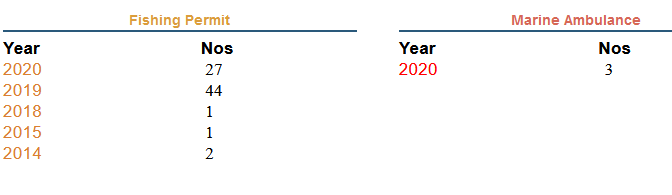 Fishing Permit
Year Nos
2020 27
2019 44
2018 1
2015 1
2014 2
Marine Ambulance
Year Nos
2020 3